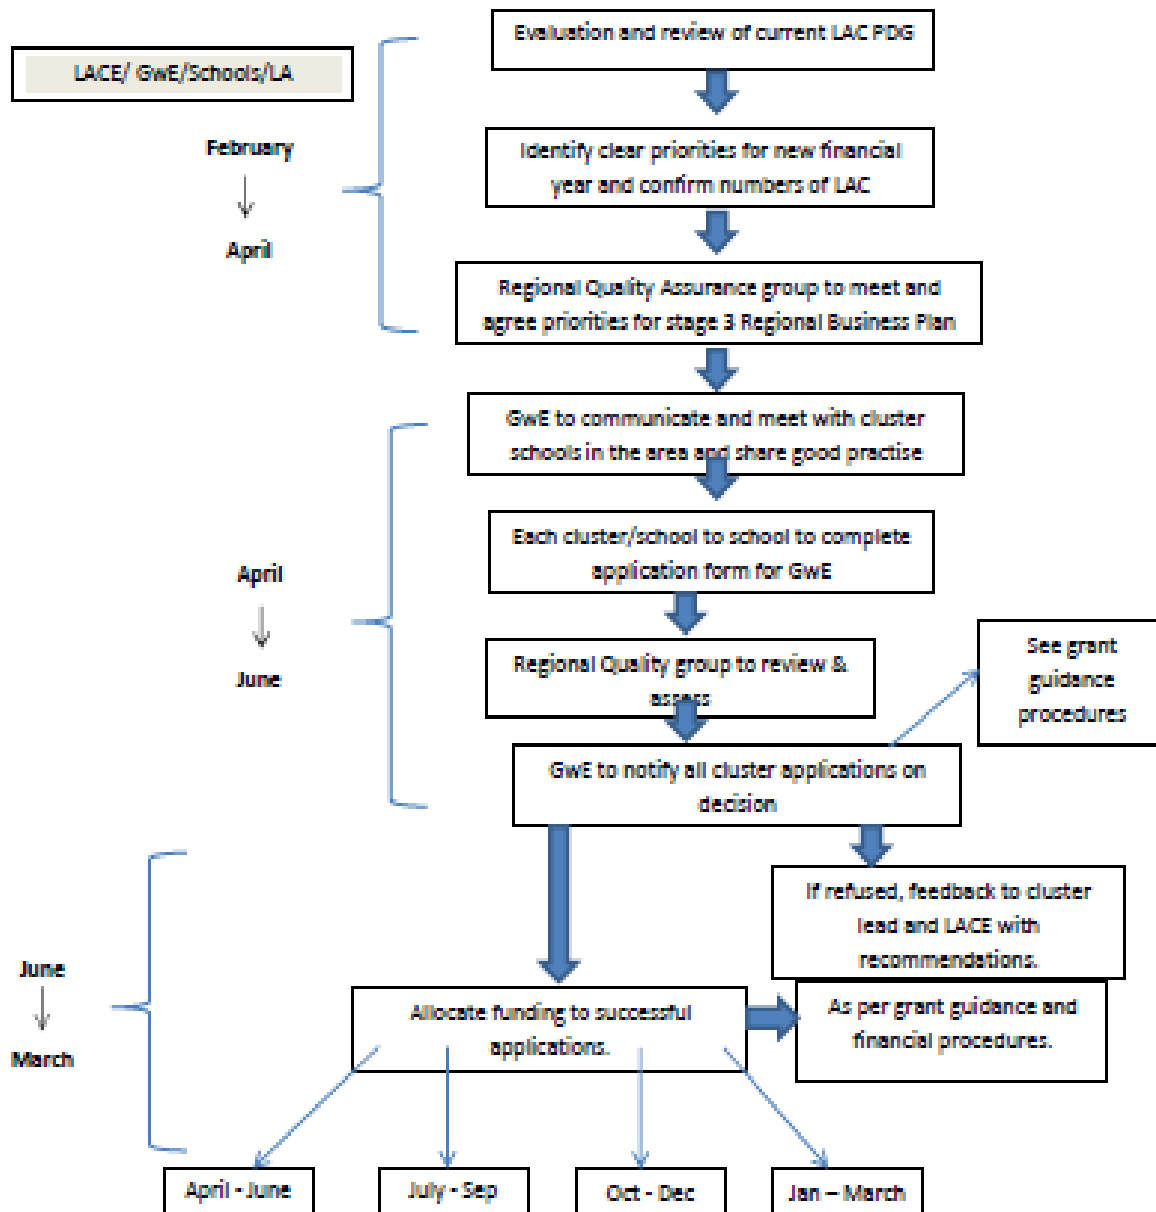 Evaluation and review of current LAC PDG
LACE/ GwE/Schools/LA
February
April
Identify clear priorities for new financial
year and confirm numbers of LAC
Regional Quality Assurance group to meet and
agree priorities for stage 3 Regional Business Plan
GwE to communicate and meet with cluster
schools in the area and share good practise
April
June
Each cluster/school to school to complete
application form for GwE
Regional Quality group to review &
assess
See grant
guidance
procedures
GwE to notify all cluster applications on
decision
If refused, feedback to cluster
lead and LACE with
recommendations.
June
March
Allocate funding to successful
applications.
As per grant guidance and
financial procedures.
April - June
July - Sep
Oct - Dec
Jan – March